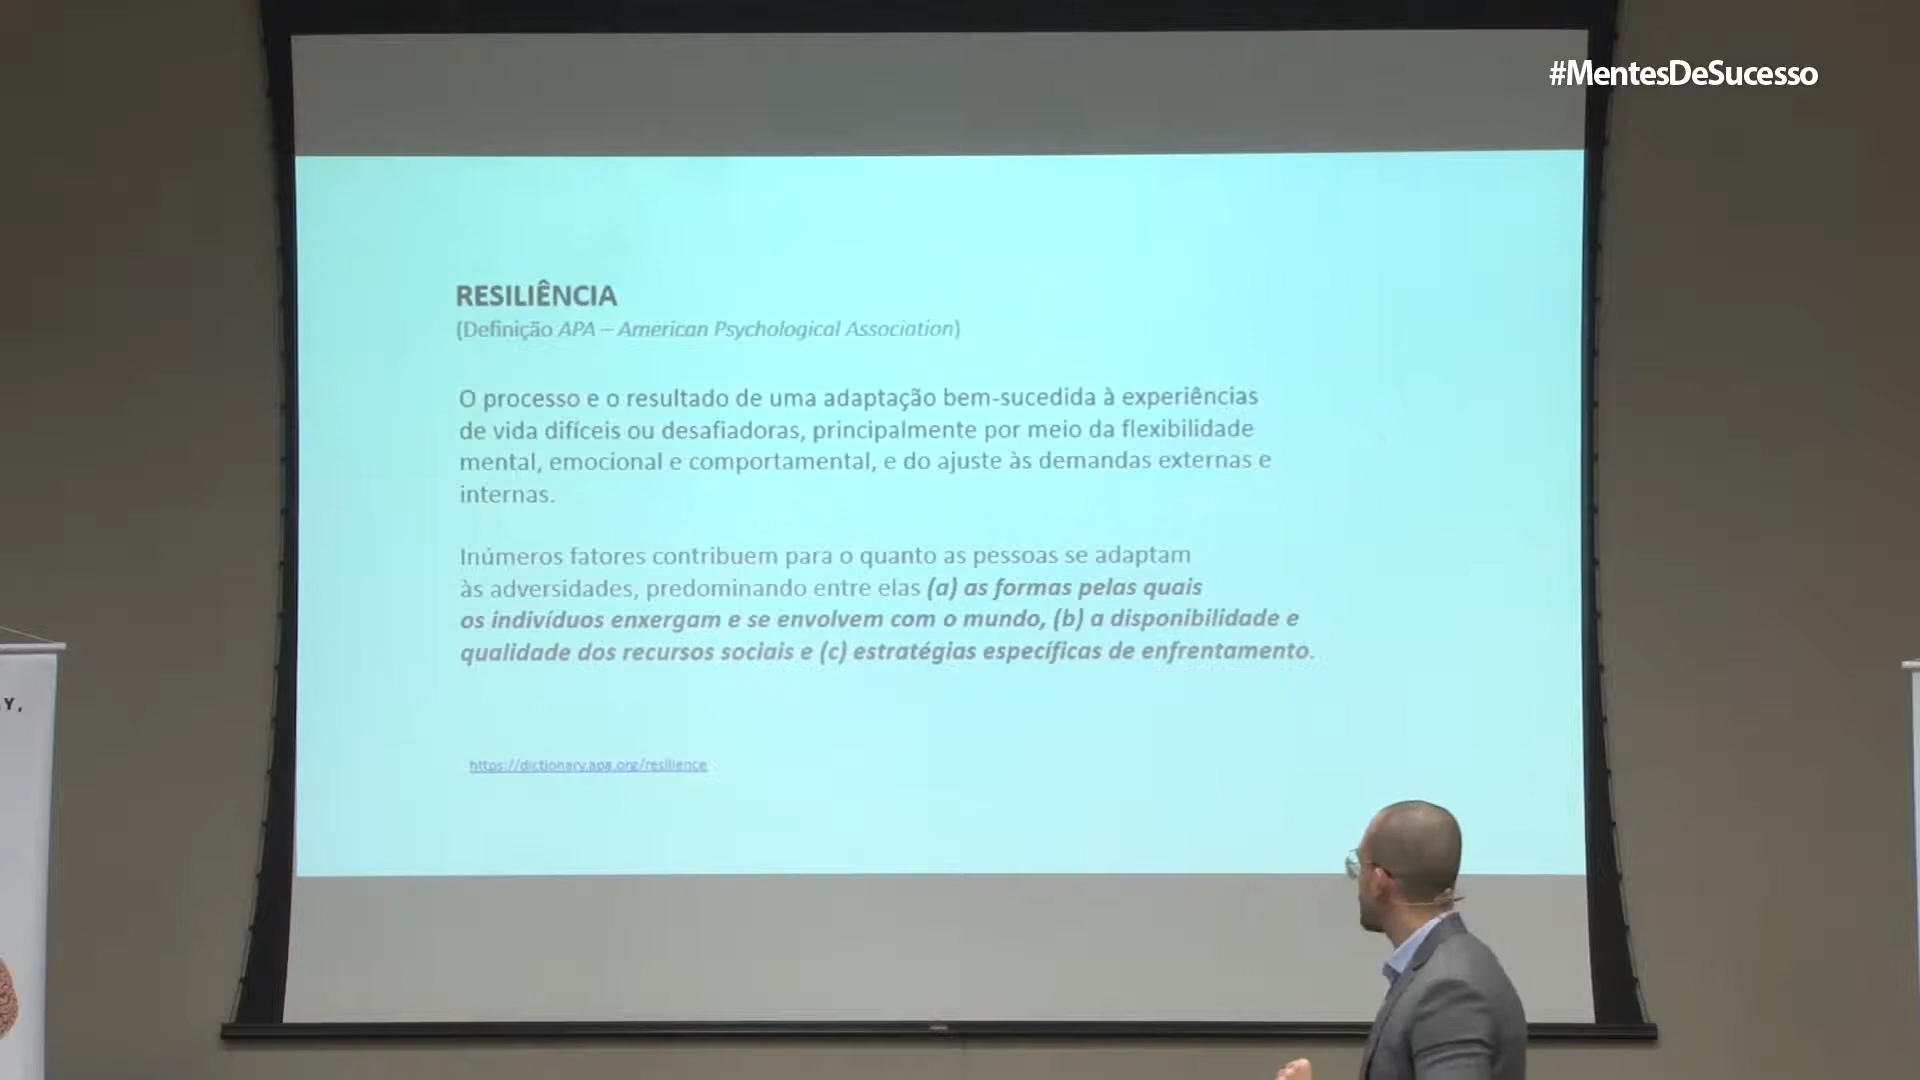 #MentesDeSucesso
RESILIÊNCIA
(Definição APA – American Psychological Association)
O processo e o resultado de uma adaptação bem-sucedida à experiências
de vida difíceis ou desafiadoras, principalmente por meio da flexibilidade
mental, emocional e comportamental, e do ajuste às demandas externas e
internas.
Inúmeros fatores contribuem para o quanto as pessoas se adaptam
às adversidades, predominando entre elas (a) as formas pelas quais
os indivíduos enxergam e se envolvem com o mundo, (b) a disponibilidade e
qualidade dos recursos sociais e (c) estratégias específicas de enfrentamento.
https://dictionary.apa.org/resilience
Y,